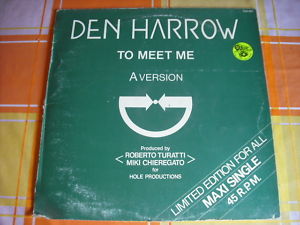 DEN HARROW
TO MEET ME
A VERSION
Produced by
ROBERTO TURATTI
MIKI CHIEREGATO
for
HOLE PRODUCTIONS
LIMITED EDITION FOR ALL
MAXI SINGLE
45 R.P.M.